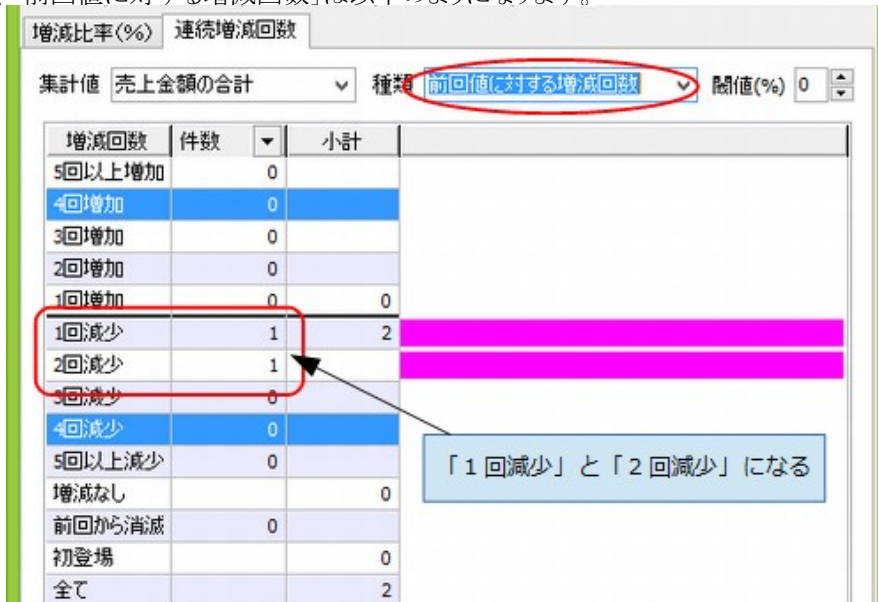 前回値に対する増減回数」は以下のようになります。
増減比率(%) 連続増減回数
集計値 売上金額の合計 種類 前回値に対する増減回数 閾値(%) 0
増減回数 件数 小計
5回以上増加 0
4回増加 0
3回増加 0
2回増加 0
1回増加 0 0
1回減少 1 2
2回減少 1
3回減少 0
4回減少 0
5回以上減少 0
「1回減少」と「2回減少」になる
増減なし 0
前回から消滅 0
初登場 0
全て 2